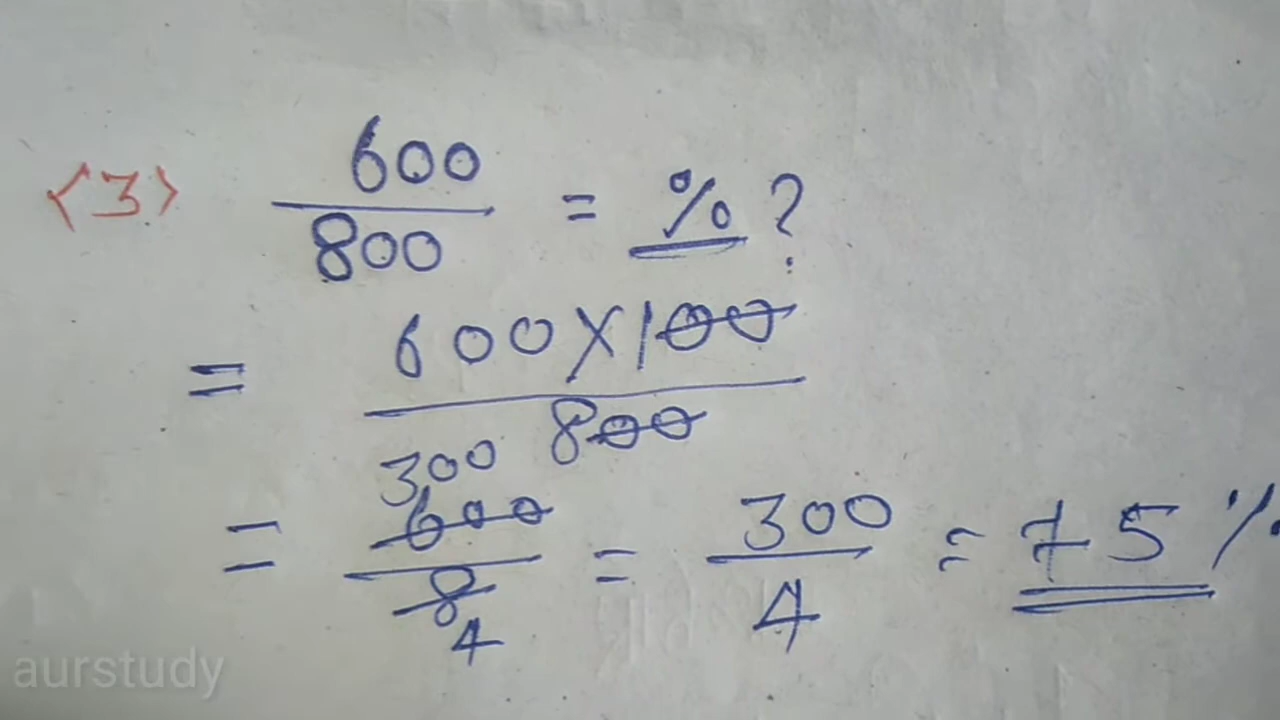 <3> 600/800 = % ?
= 600 X 100 / 800
= 600/8 300 4 = 300/4 = 75 %
aurstudy